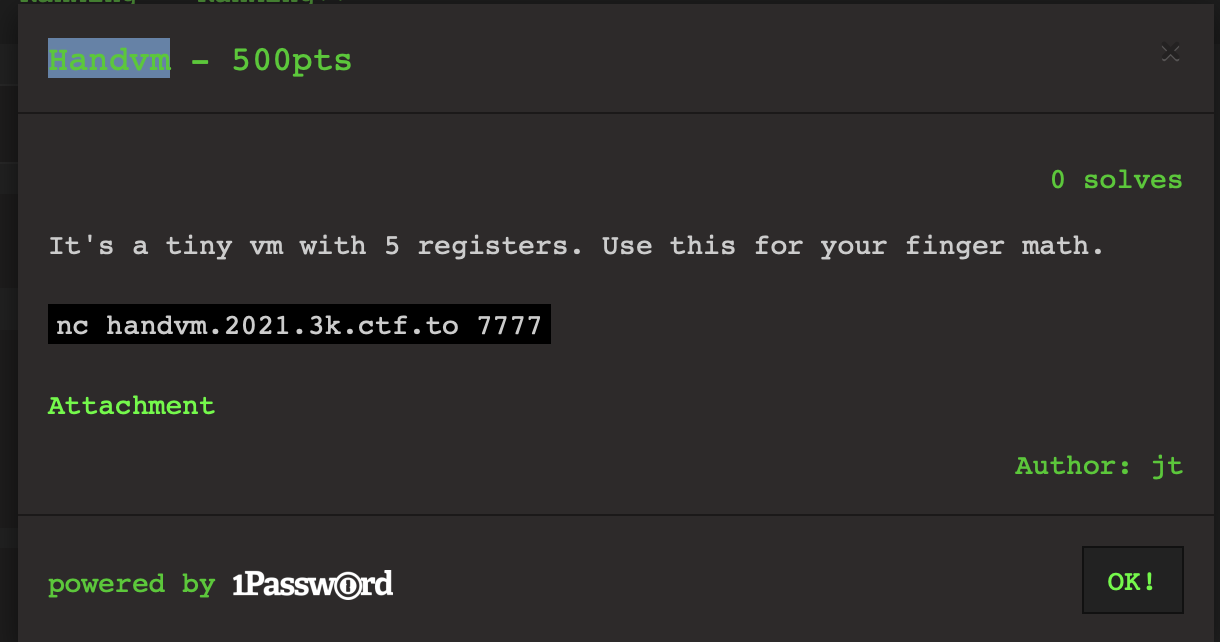 Handvm – 500pts
×
0 solves
It's a tiny vm with 5 registers. Use this for your finger math.
nc handvm.2021.3k.ctf.to 7777
Attachment
Author: jt
powered by 1Password
OK!